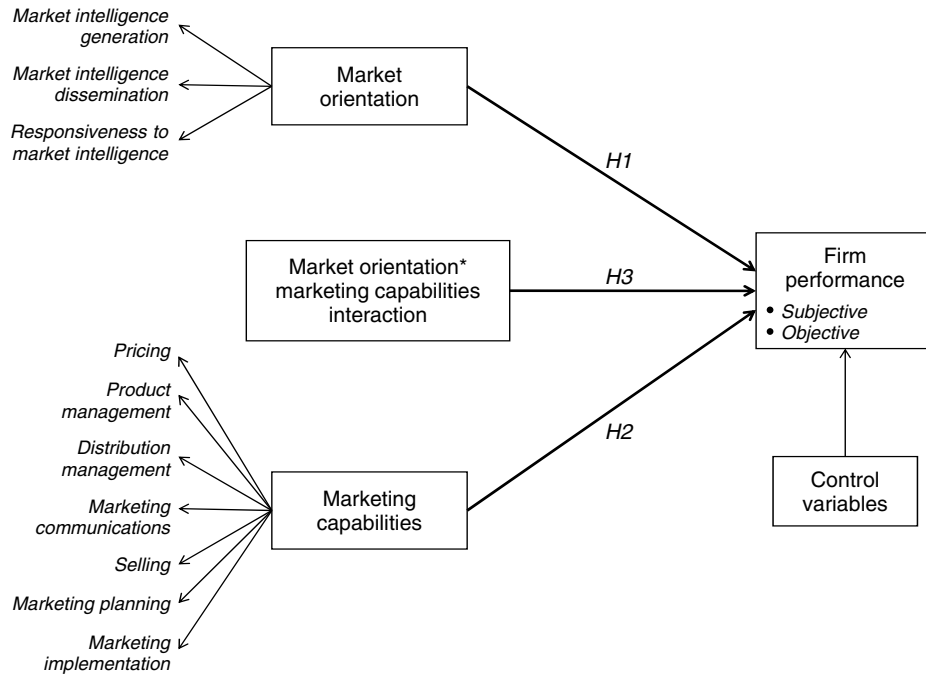 Market intelligence
generation
Market intelligence
dissemination
Responsiveness to
market intelligence
Market
orientation
H1
Market orientation*
marketing capabilities
interaction
H3
Firm
performance
• Subjective
• Objective
Pricing
Product
management
Distribution
management
Marketing
communications
Selling
Marketing planning
Marketing
implementation
Marketing
capabilities
H2
Control
variables